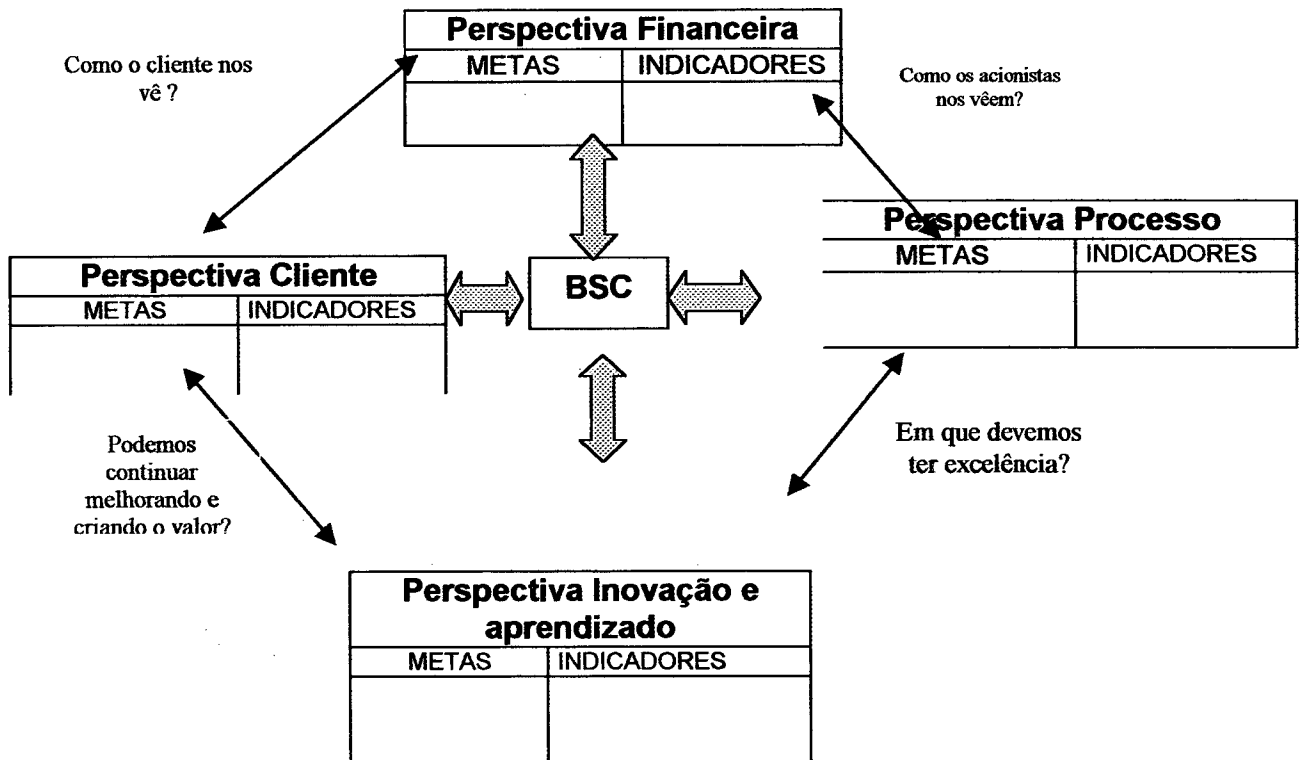 Perspectiva Financeira
METAS INDICADORES
Como o cliente nos
vê ?
Como os acionistas
nos vêem?
Perspectiva Processo
METAS INDICADORES
Perspectiva Cliente
METAS INDICADORES
BSC
Podemos
continuar
melhorando e
criando o valor?
Em que devemos
ter excelência?
Perspectiva Inovação e
aprendizado
METAS INDICADORES